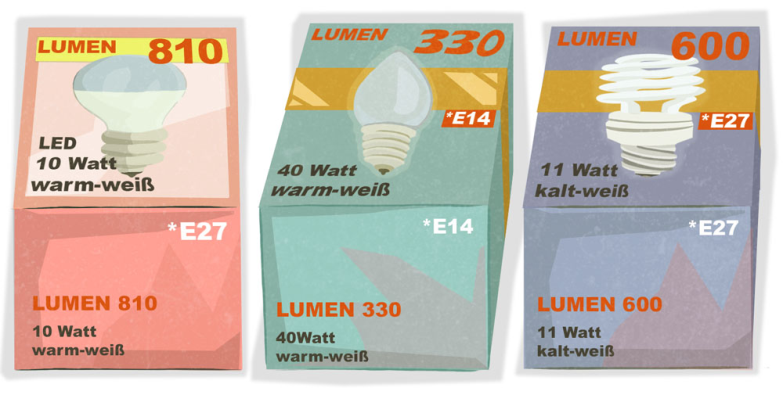 LUMEN 810
LED
10 Watt
warm-weiß
*E27
LUMEN 810
10 Watt
warm-weiß
LUMEN 330
*E14
40 Watt
warm-weiß
*E14
LUMEN 330
40Watt
warm-weiß
LUMEN 600
*E27
11 Watt
kalt-weiß
*E27
LUMEN 600
11 Watt
kalt-weiß